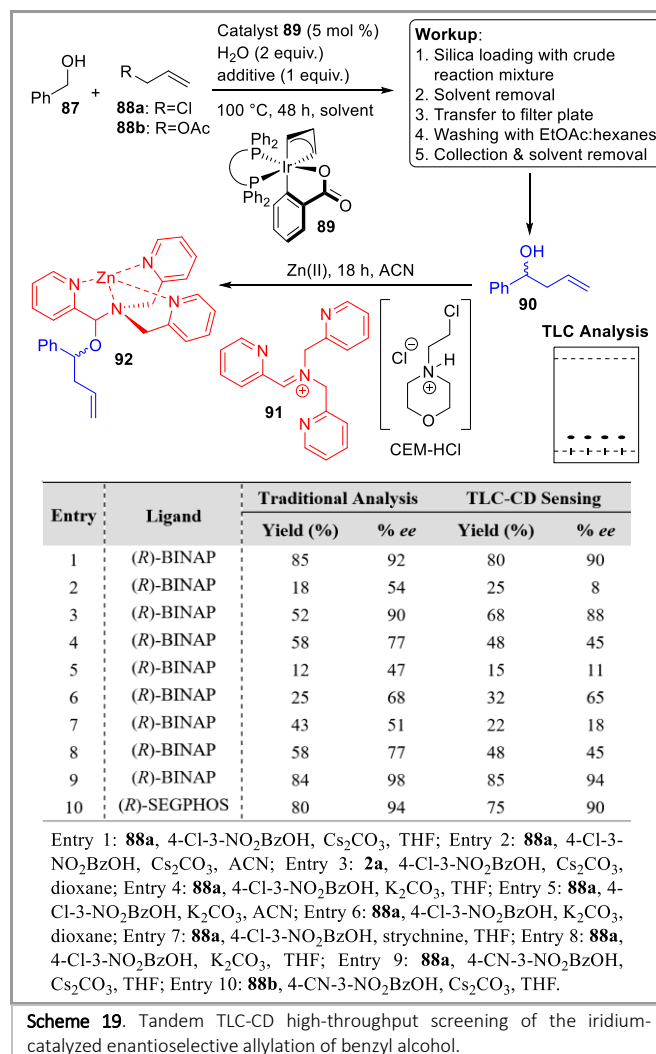 OH
Ph
87
+
R
88a: R=Cl
88b: R=OAc
Catalyst 89 (5 mol %)
H2O (2 equiv.)
additive (1 equiv.)
100 °C, 48 h, solvent
Ph2
P
Ir
O
P
Ph2
O
89
Workup:
1. Silica loading with crude
reaction mixture
2. Solvent removal
3. Transfer to filter plate
4. Washing with EtOAc:hexanes
5. Collection & solvent removal
OH
Ph
90
Zn(II), 18 h, ACN
N
Zn
N
N
N
Ph
O
92
N
N
N
⊕
N
91
Cl
Cl⊖
N
H
⊕
O
CEM-HCl
TLC Analysis
Entry Ligand Traditional Analysis TLC-CD Sensing
Yield (%) % ee Yield (%) % ee
1 (R)-BINAP 85 92 80 90
2 (R)-BINAP 18 54 25 8
3 (R)-BINAP 52 90 68 88
4 (R)-BINAP 58 77 48 45
5 (R)-BINAP 12 47 15 11
6 (R)-BINAP 25 68 32 65
7 (R)-BINAP 43 51 22 18
8 (R)-BINAP 58 77 48 45
9 (R)-BINAP 84 98 85 94
10 (R)-SEGPHOS 80 94 75 90
Entry 1: 88a, 4-Cl-3-NO2BzOH, Cs2CO3, THF; Entry 2: 88a, 4-Cl-3-
NO2BzOH, Cs2CO3, ACN; Entry 3: 2a, 4-Cl-3-NO2BzOH, Cs2CO3,
dioxane; Entry 4: 88a, 4-Cl-3-NO2BzOH, K2CO3, THF; Entry 5: 88a, 4-
Cl-3-NO2BzOH, K2CO3, ACN; Entry 6: 88a, 4-Cl-3-NO2BzOH, K2CO3,
dioxane; Entry 7: 88a, 4-Cl-3-NO2BzOH, strychnine, THF; Entry 8: 88a,
4-Cl-3-NO2BzOH, K2CO3, THF; Entry 9: 88a, 4-CN-3-NO2BzOH,
Cs2CO3, THF; Entry 10: 88b, 4-CN-3-NO2BzOH, Cs2CO3, THF.
Scheme 19. Tandem TLC-CD high-throughput screening of the iridium-
catalyzed enantioselective allylation of benzyl alcohol.